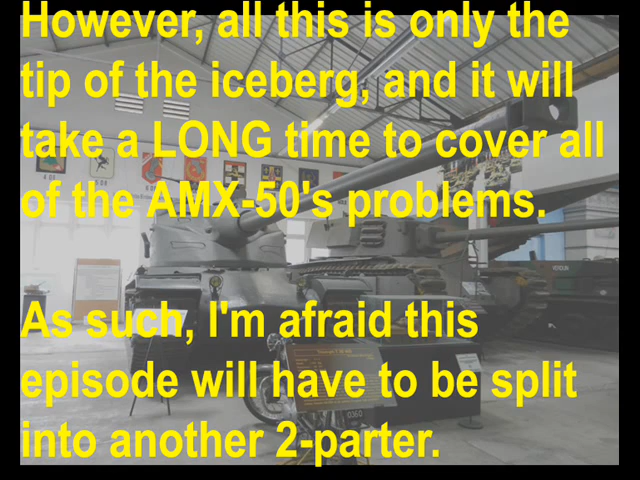 However, all this is only the
tip of the iceberg, and it will
take a LONG time to cover all
of the AMX-50's problems.
As such, I'm afraid this
episode will have to be split
into another 2-parter.